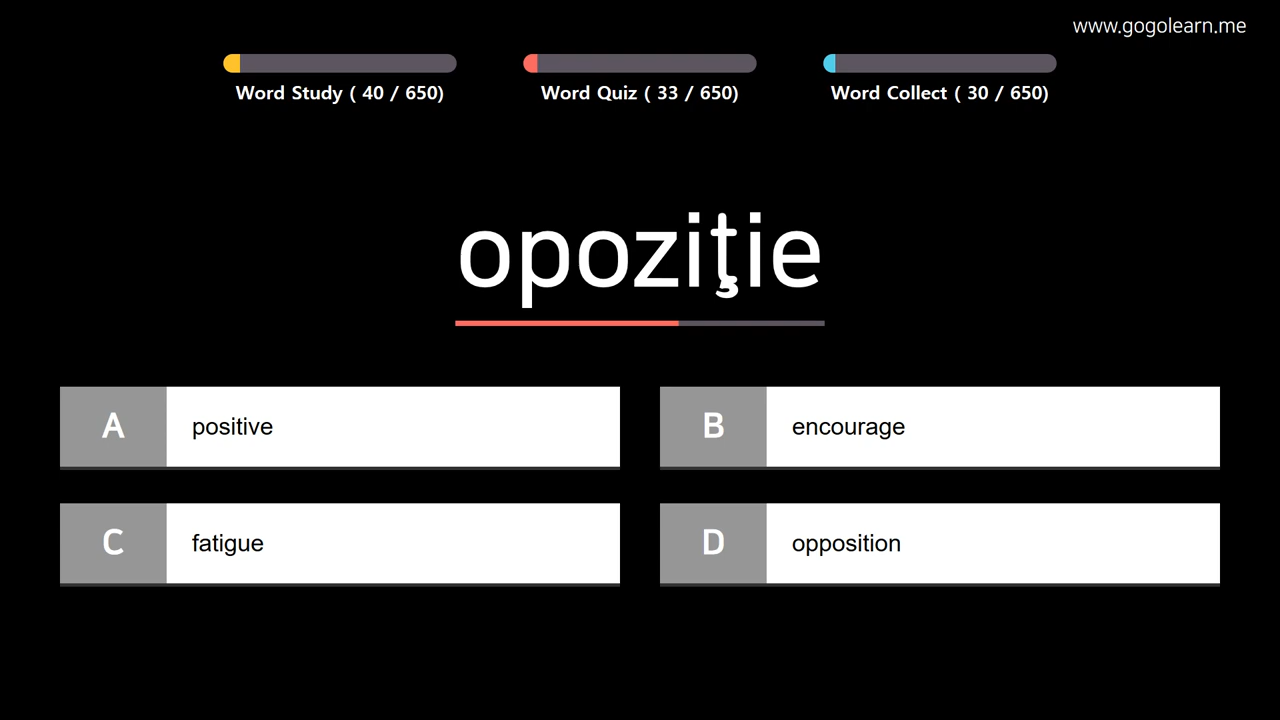 www.gogolearn.me
Word Study ( 40 / 650)
Word Quiz ( 33 / 650)
Word Collect ( 30 / 650)
opoziţie
A positive
B encourage
C fatigue
D opposition